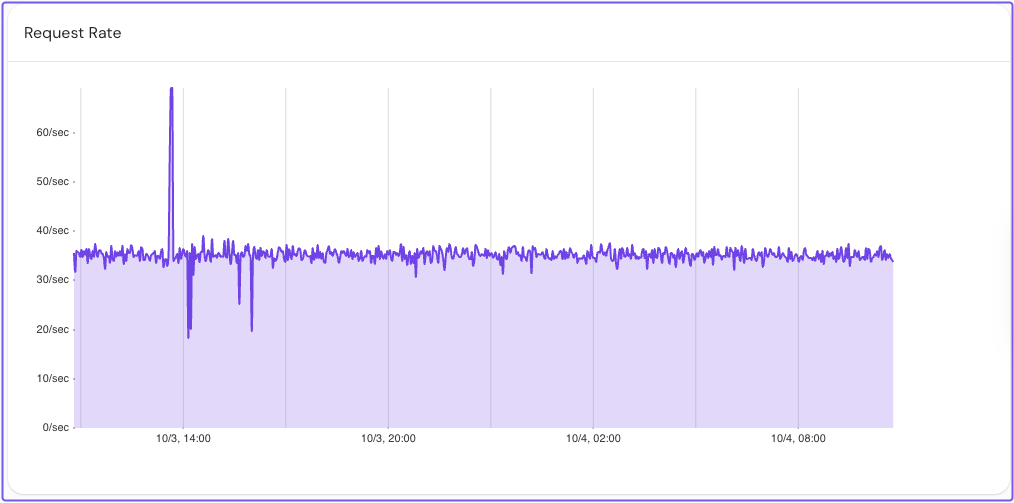 Request Rate
60/sec
50/sec
40/sec
30/sec
20/sec
10/sec
0/sec
10/3, 14:00 10/3, 20:00 10/4, 02:00 10/4, 08:00